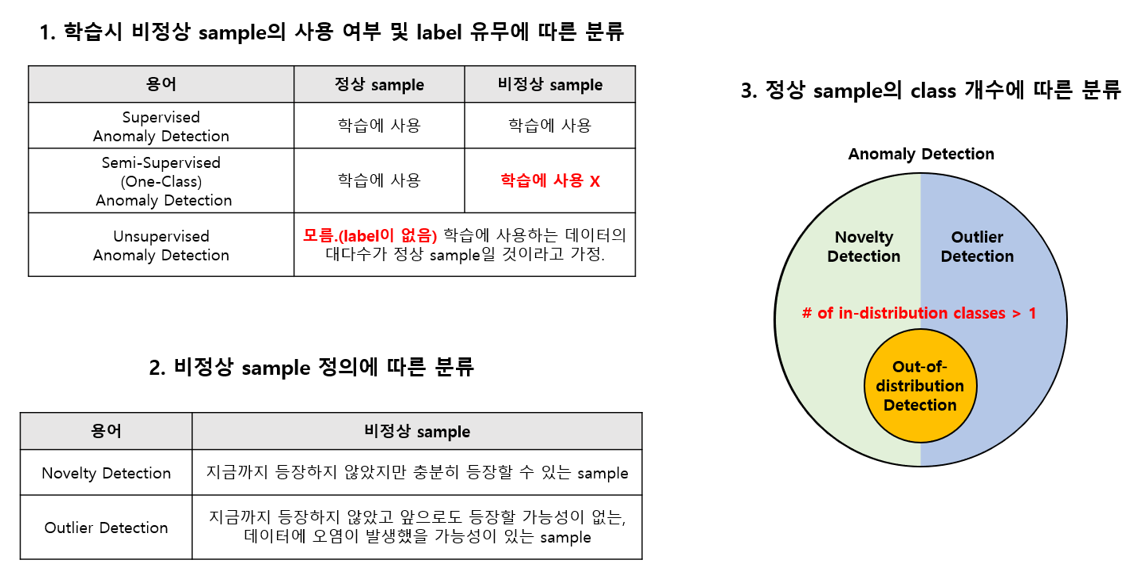 1. 학습시 비정상 sample의 사용 여부 및 label 유무에 따른 분류
용어
정상 sample
비정상 sample
Supervised
Anomaly Detection
학습에 사용
학습에 사용
Semi-Supervised
(One-Class)
Anomaly Detection
학습에 사용
학습에 사용 X
Unsupervised
Anomaly Detection
모름.(label이 없음) 학습에 사용하는 데이터의
대다수가 정상 sample일 것이라고 가정.
2. 비정상 sample 정의에 따른 분류
용어
비정상 sample
Novelty Detection
지금까지 등장하지 않았지만 충분히 등장할 수 있는 sample
Outlier Detection
지금까지 등장하지 않았고 앞으로도 등장할 가능성이 없는,
데이터에 오염이 발생했을 가능성이 있는 sample
3. 정상 sample의 class 개수에 따른 분류
Anomaly Detection
Novelty
Detection
Outlier
Detection
# of in-distribution classes > 1
Out-of-
distribution
Detection